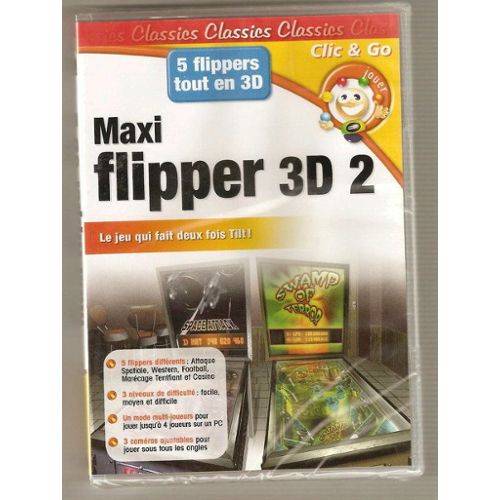 Classics Classics Classics Classics
Clic & Go
jouer
5 flippers
tout en 3D
Maxi
flipper 3D 2
Le jeu qui fait deux fois Tilt !
SPACE ATTACK
SWAMP
OF
TERROR
5 flippers différents : Attaque
Spatiale, Western, Football,
Marécage Terrifiant et Casino
3 niveaux de difficulté : facile,
moyen et difficile
Un mode multi-joueurs pour
jouer jusqu'à 4 joueurs sur un PC
3 caméras ajustables pour
jouer sous tous les angles